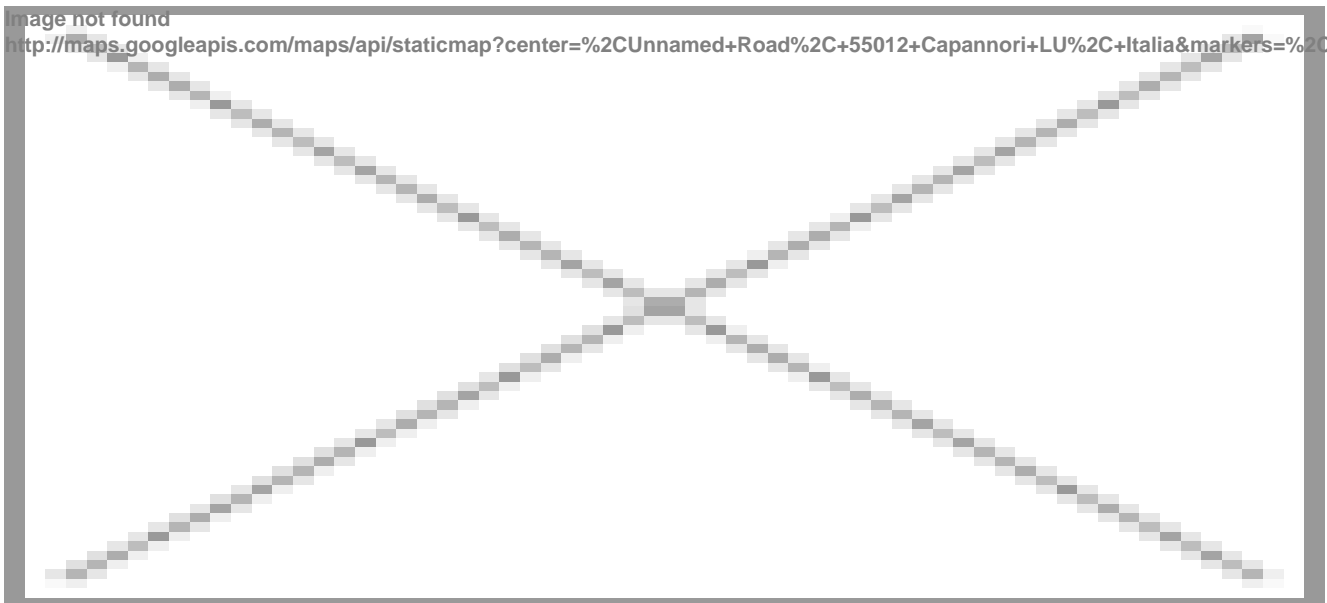 Image not found
http://maps.googleapis.com/maps/api/staticmap?center=%2CUnnamed+Road%2C+55012+Capannori+LU%2C+Italia&markers=%2C